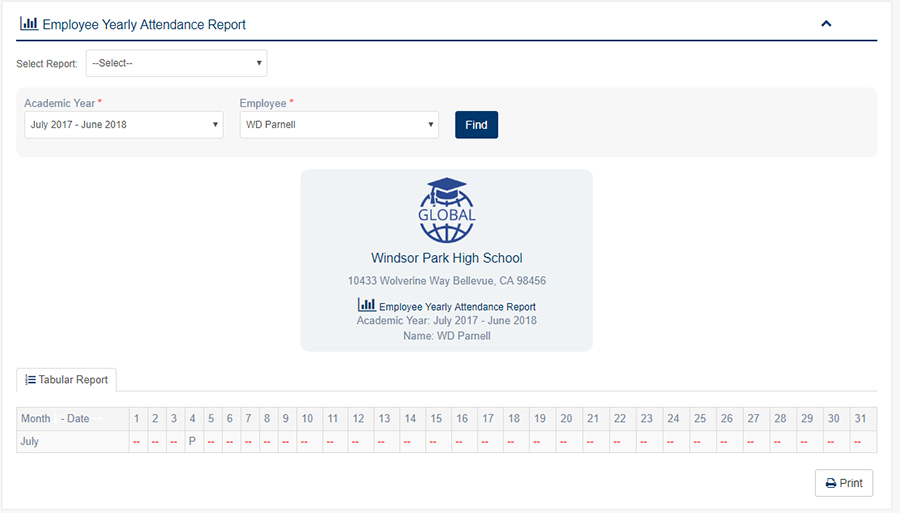 Employee Yearly Attendance Report
Select Report: --Select--
Academic Year * Employee *
July 2017 - June 2018 WD Parnell Find
GLOBAL
Windsor Park High School
10433 Wolverine Way Bellevue, CA 98456
Employee Yearly Attendance Report
Academic Year: July 2017 - June 2018
Name: WD Parnell
Tabular Report
Month - Date 1 2 3 4 5 6 7 8 9 10 11 12 13 14 15 16 17 18 19 20 21 22 23 24 25 26 27 28 29 30 31
July -- -- -- P -- -- -- -- -- -- -- -- -- -- -- -- -- -- -- -- -- -- -- -- -- -- -- -- -- -- --
Print